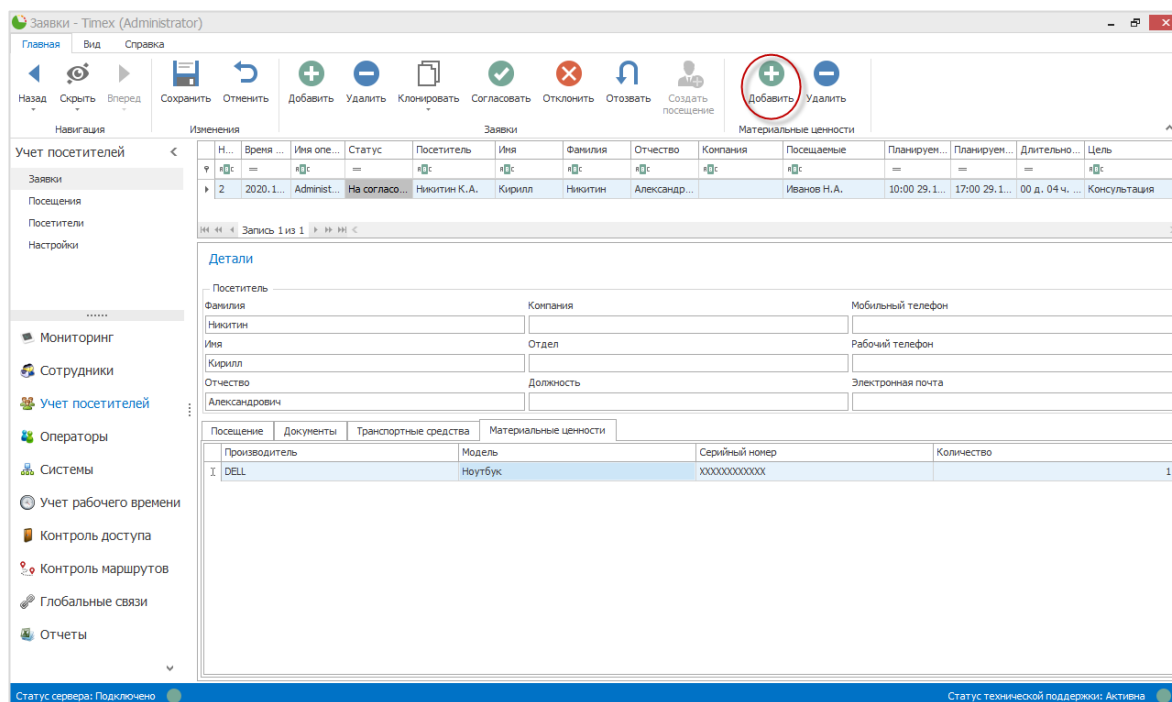 Заявки - Timex (Administrator)
Главная Вид Справка
Назад Скрыть Вперед Сохранить Отменить Добавить Удалить Клонировать Согласовать Отклонить Отозвать Создать посещение Добавить Удалить
Навигация Изменения Заявки Материальные ценности
Учет посетителей
Заявки
Посещения
Посетители
Настройки
Мониторинг
Сотрудники
Учет посетителей
Операторы
Системы
Учет рабочего времени
Контроль доступа
Контроль маршрутов
Глобальные связи
Отчеты
Н... Время ... Имя опе... Статус Посетитель Имя Фамилия Отчество Компания Посещаемые Планируем... Планируем... Длительно... Цель
2 2020.1... Administ... На согласо... Никитин К.А. Кирилл Никитин Александр... Иванов Н.А. 10:00 29.1... 17:00 29.1... 00 д. 04 ч. ... Консультация
Запись 1 из 1
Детали
Посетитель
Фамилия Компания Мобильный телефон
Никитин
Имя Отдел Рабочий телефон
Кирилл
Отчество Должность Электронная почта
Александрович
Посещение Документы Транспортные средства Материальные ценности
Производитель Модель Серийный номер Количество
DELL Ноутбук XXXXXXXXXXXX 1
Статус сервера: Подключено Статус технической поддержки: Активна